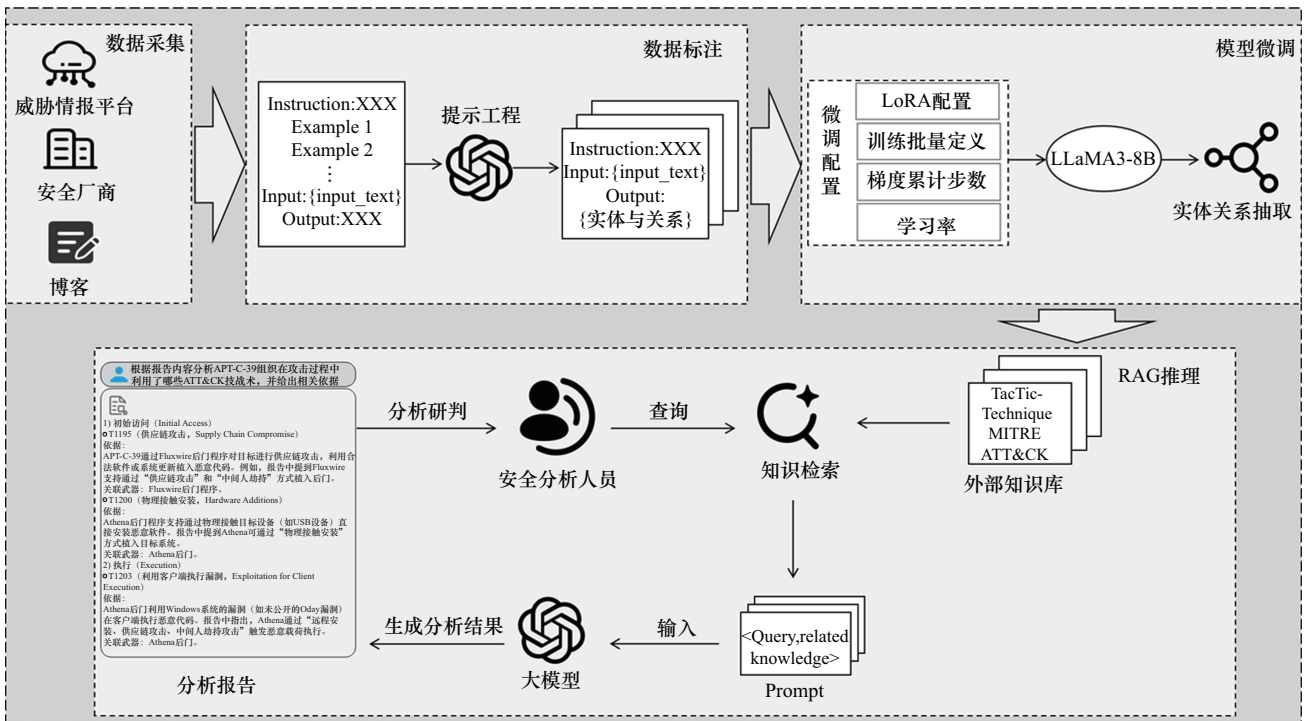 数据采集
威胁情报平台
安全厂商
博客
数据标注
Instruction:XXX
Example 1
Example 2
⋮
Input:{input_text}
Output:XXX
提示工程
Instruction:XXX
Input:{input_text}
Output:
{实体与关系}
模型微调
微调配置
LoRA配置
训练批量定义
梯度累计步数
学习率
LLaMA3-8B
实体关系抽取
RAG推理
根据报告内容分析APT-C-39组织在攻击过程中
利用了哪些ATT&CK技战术，并给出相关依据
1) 初始访问（Initial Access）
T1195（供应链攻击，Supply Chain Compromise）
依据:
APT-C-39通过Fluxwire后门程序对目标进行供应链攻击，利用合
法软件或系统更新植入恶意代码。例如，报告中提到Fluxwire
支持通过“供应链攻击”和“中间人劫持”方式植入后门。
关联武器：Fluxwire后门程序。
T1200（物理接触安装，Hardware Additions）
依据:
Athena后门程序支持通过物理接触目标设备（如USB设备）直
接安装恶意软件。报告中提到Athena可通过“物理接触安装”
方式植入目标系统。
关联武器：Athena后门。
2) 执行（Execution）
T1203（利用客户端执行漏洞，Exploitation for Client
Execution）
依据:
Athena后门利用Windows系统的漏洞（如未公开的0day漏洞）
在客户端执行恶意代码。报告中指出，Athena通过“远程安
装、供应链攻击、中间人劫持攻击”触发恶意载荷执行。
关联武器：Athena后门。
分析报告
分析研判
安全分析人员
查询
知识检索
TacTic-
Technique
MITRE
ATT&CK
外部知识库
<Query,related
knowledge>
Prompt
输入
大模型
生成分析结果